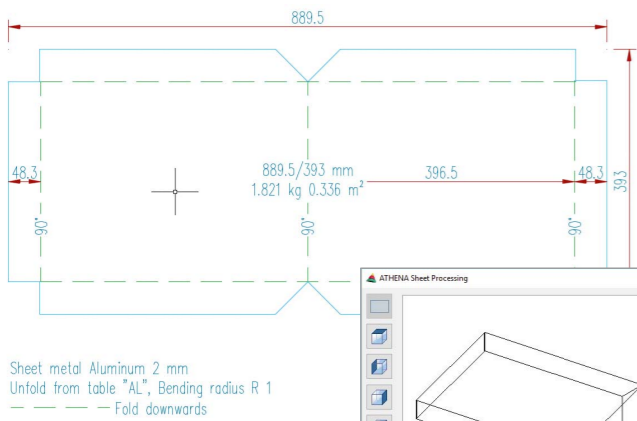 889.5
48.3
889.5/393 mm
396.5
48.3
1.821 kg 0.336 m²
393
90°
90°
90°
ATHENA Sheet Processing
Sheet metal Aluminum 2 mm
Unfold from table "AL", Bending radius R 1
Fold downwards